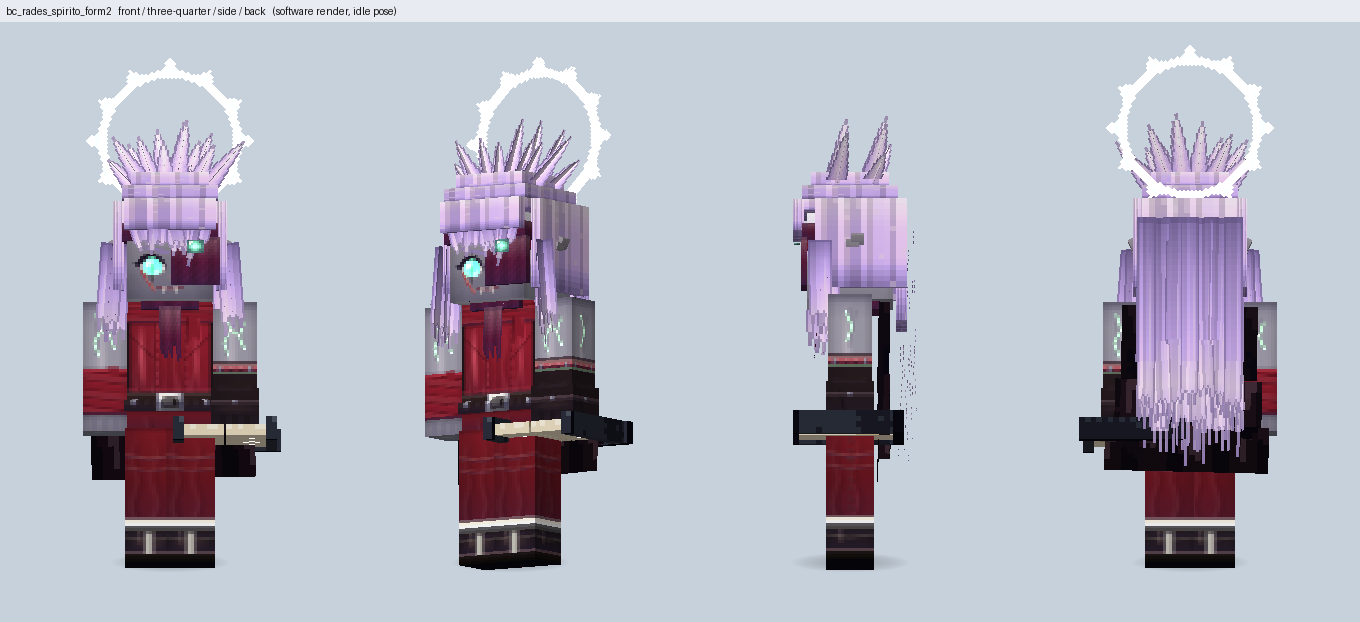 bc_rades_spirito_form2 front / three-quarter / side / back (software render, idle pose)